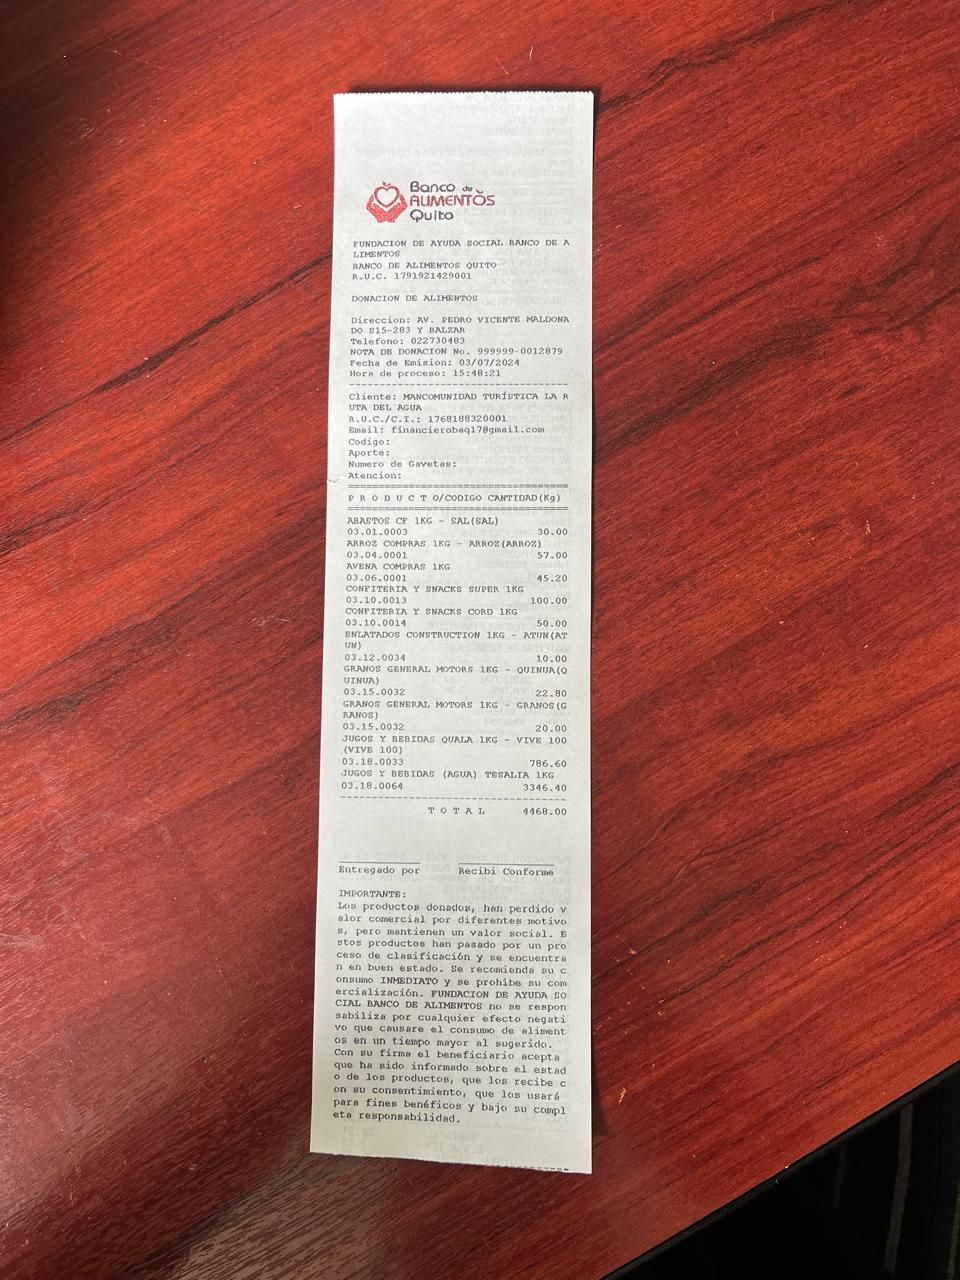 Banco de
ALIMENTOS
Quito
FUNDACION DE AYUDA SOCIAL BANCO DE A
LIMENTOS
BANCO DE ALIMENTOS QUITO
R.U.C. 1791921429001
DONACION DE ALIMENTOS
Direccion: AV. PEDRO VICENTE MALDONA
DO S15-283 Y BALZAR
Telefono: 022730483
NOTA DE DONACION No. 999999-0012879
Fecha de Emision: 03/07/2024
Hora de proceso: 15:48:21
Cliente: MANCOMUNIDAD TURÍSTICA LA R
UTA DEL AGUA
R.U.C./C.I.: 1768188320001
Email: financierobaq17@gmail.com
Codigo:
Aporte:
Numero de Gavetas:
Atencion:
P R O D U C T O/CODIGO CANTIDAD(Kg)
ABASTOS CF 1KG - SAL(SAL)
03.01.0003 30.00
ARROZ COMPRAS 1KG - ARROZ(ARROZ)
03.04.0001 57.00
AVENA COMPRAS 1KG
03.06.0001 45.20
CONFITERIA Y SNACKS SUPER 1KG
03.10.0013 100.00
CONFITERIA Y SNACKS CORD 1KG
03.10.0014 50.00
ENLATADOS CONSTRUCTION 1KG - ATUN(AT
UN)
03.12.0034 10.00
GRANOS GENERAL MOTORS 1KG - QUINUA(Q
UINUA)
03.15.0032 22.80
GRANOS GENERAL MOTORS 1KG - GRANOS(G
RANOS)
03.15.0032 20.00
JUGOS Y BEBIDAS QUALA 1KG - VIVE 100
(VIVE 100)
03.18.0033 786.60
JUGOS Y BEBIDAS (AGUA) TESALIA 1KG
03.18.0064 3346.40
T O T A L 4468.00
Entregado por Recibi Conforme
IMPORTANTE:
Los productos donados, han perdido v
alor comercial por diferentes motivo
s, pero mantienen un valor social. E
stos productos han pasado por un pro
ceso de clasificación y se encuentra
n en buen estado. Se recomienda su c
onsumo INMEDIATO y se prohíbe su com
ercialización. FUNDACION DE AYUDA SO
CIAL BANCO DE ALIMENTOS no se respon
sabiliza por cualquier efecto negati
vo que causare el consumo de aliment
os en un tiempo mayor al sugerido.
Con su firma el beneficiario acepta
que ha sido informado sobre el estad
o de los productos, que los recibe c
on su consentimiento, que los usará
para fines benéficos y bajo su compl
eta responsabilidad.